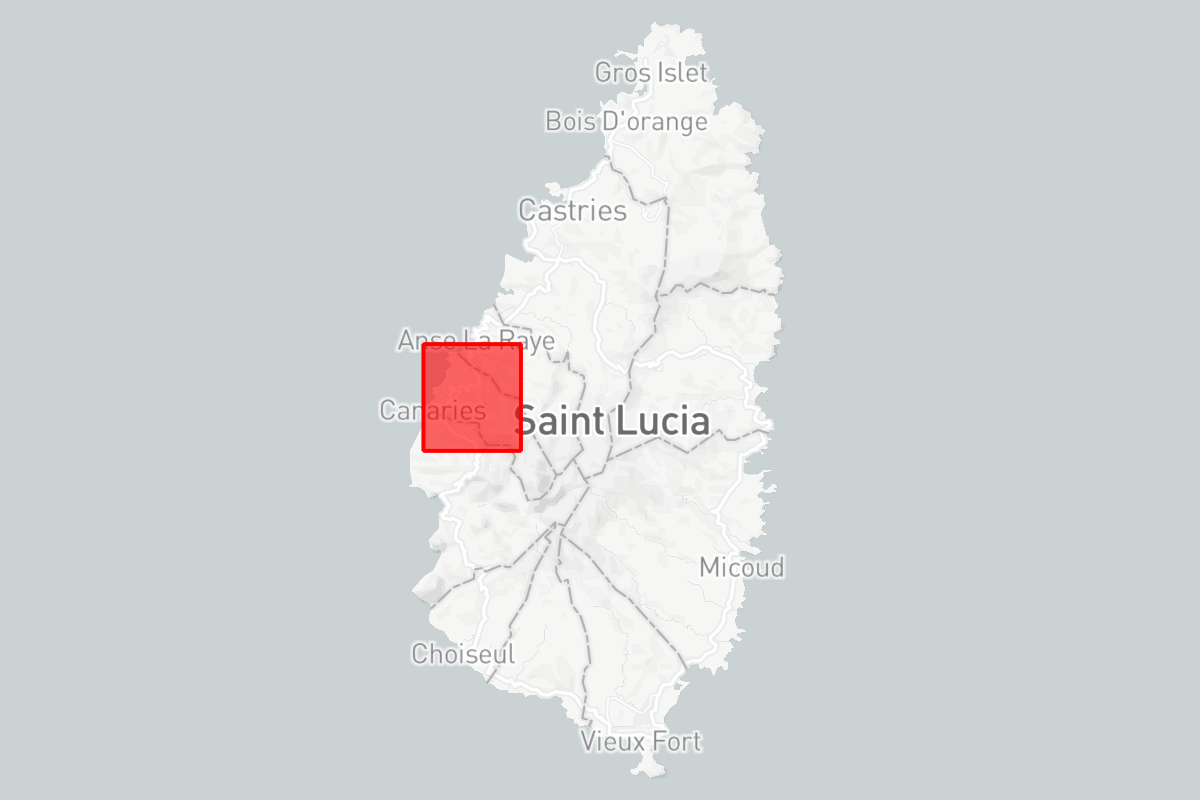 Gros Islet
Bois D'orange
Castries
Anse La Raye
Canaries
Saint Lucia
Micoud
Choiseul
Vieux Fort